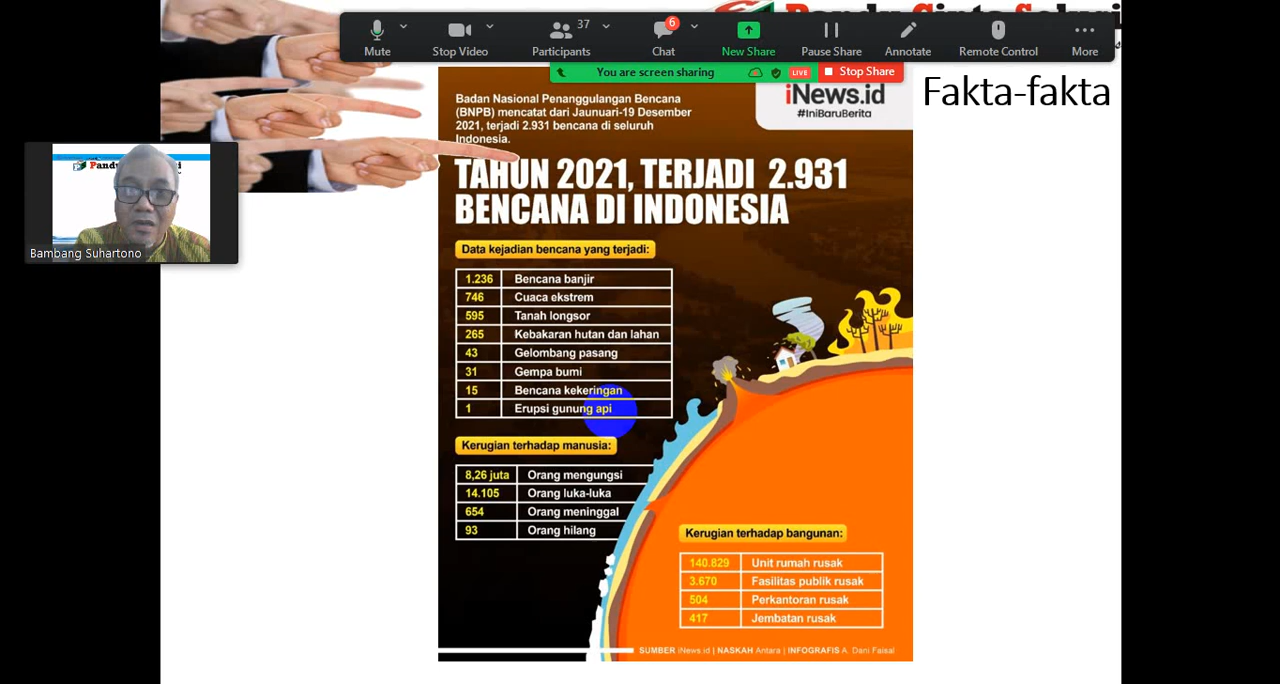 37
6
Mute
Stop Video
Participants
Chat
New Share
Pause Share
Annotate
Remote Control
More
You are screen sharing
LIVE
Stop Share
Fakta-fakta
Bambang Suhartono
iNews.id
#IniBaruBerita
Badan Nasional Penanggulangan Bencana
(BNPB) mencatat dari Jaunuari-19 Desember
2021, terjadi 2.931 bencana di seluruh
Indonesia.
TAHUN 2021, TERJADI 2.931
BENCANA DI INDONESIA
Data kejadian bencana yang terjadi:
1.236 Bencana banjir
746 Cuaca ekstrem
595 Tanah longsor
265 Kebakaran hutan dan lahan
43 Gelombang pasang
31 Gempa bumi
15 Bencana kekeringan
1 Erupsi gunung api
Kerugian terhadap manusia:
8,26 juta Orang mengungsi
14.105 Orang luka-luka
654 Orang meninggal
93 Orang hilang
Kerugian terhadap bangunan:
140.829 Unit rumah rusak
3.670 Fasilitas publik rusak
504 Perkantoran rusak
417 Jembatan rusak
SUMBER iNews.id | NASKAH Antara | INFOGRAFIS A. Dani Faisal